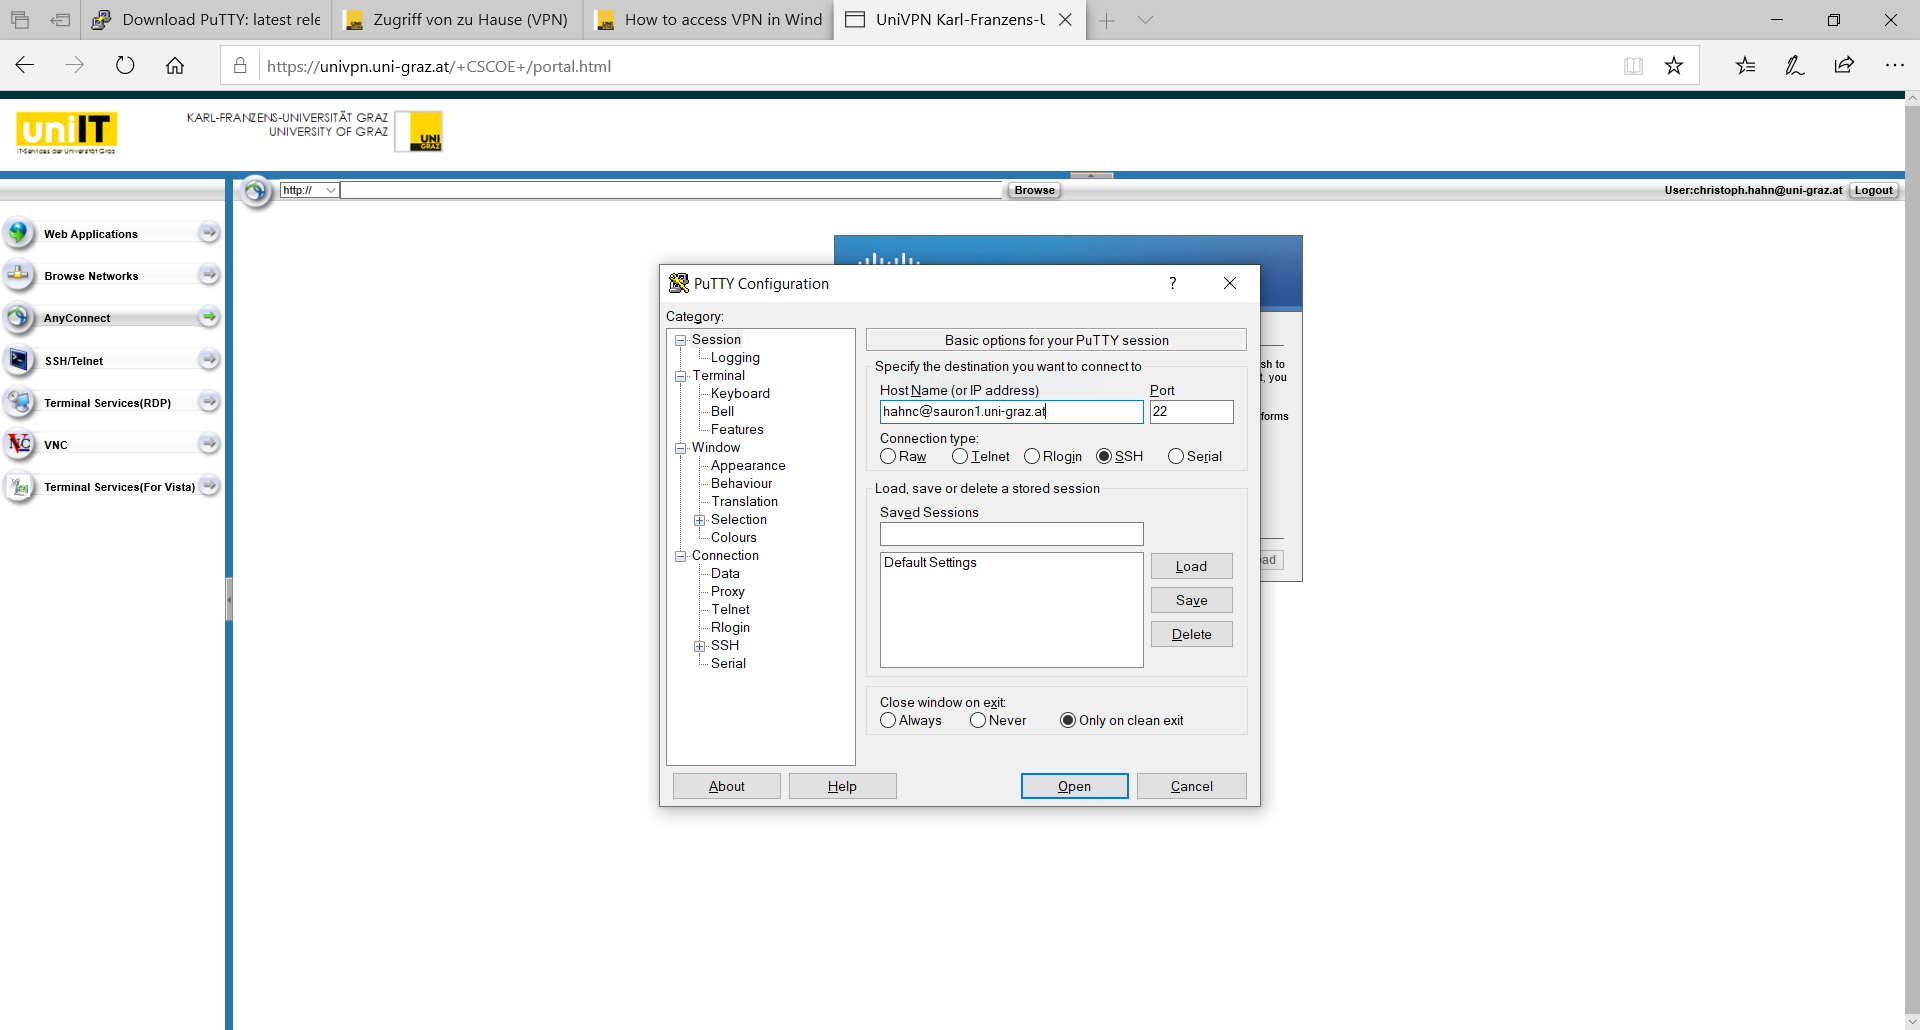 Download PuTTY: latest rele
Zugriff von zu Hause (VPN)
How to access VPN in Wind
UniVPN Karl-Franzens-U
https://univpn.uni-graz.at/+CSCOE+/portal.html
uniIT
IT-Services der Universität Graz
KARL-FRANZENS-UNIVERSITÄT GRAZ
UNIVERSITY OF GRAZ
UNI
GRAZ
http://
Browse
User:christoph.hahn@uni-graz.at
Logout
Web Applications
Browse Networks
AnyConnect
SSH/Telnet
Terminal Services(RDP)
VNC
Terminal Services(For Vista)
PuTTY Configuration
?
Category:
Session
Logging
Terminal
Keyboard
Bell
Features
Window
Appearance
Behaviour
Translation
Selection
Colours
Connection
Data
Proxy
Telnet
Rlogin
SSH
Serial
Basic options for your PuTTY session
Specify the destination you want to connect to
Host Name (or IP address)
Port
hahnc@sauron1.uni-graz.at
22
Connection type:
Raw
Telnet
Rlogin
SSH
Serial
Load, save or delete a stored session
Saved Sessions
Default Settings
Load
Save
Delete
Close window on exit:
Always
Never
Only on clean exit
About
Help
Open
Cancel
sh to
t, you
forms
ad